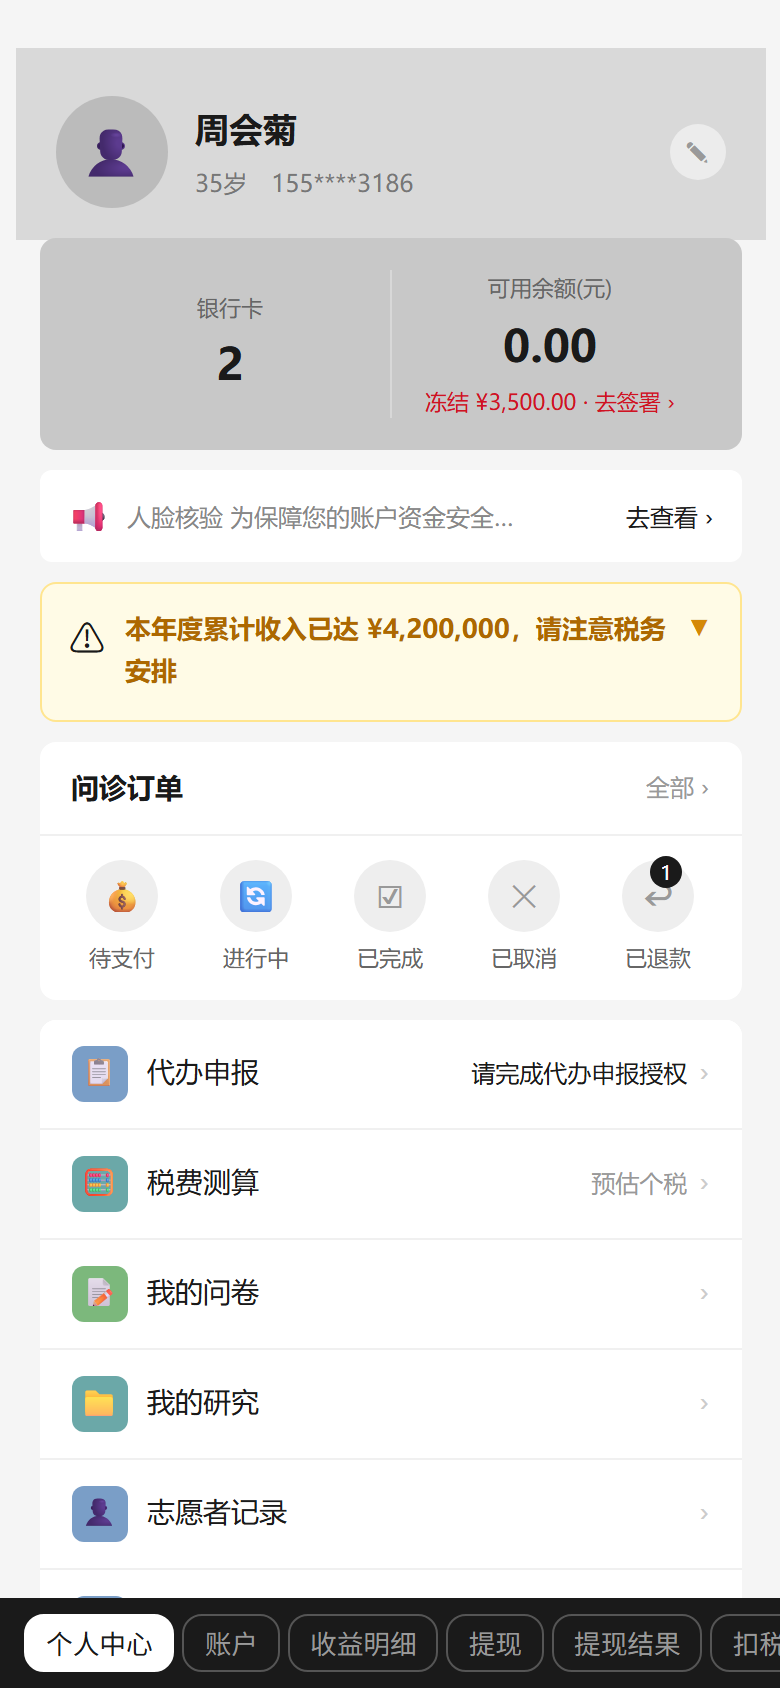 周会菊
35岁 155****3186
银行卡
2
可用余额(元)
0.00
冻结 ¥3,500.00 · 去签署 ›
人脸核验 为保障您的账户资金安全...
去查看 ›
本年度累计收入已达 ¥4,200,000，请注意税务
安排
▼
问诊订单
全部 ›
1
待支付
进行中
已完成
已取消
已退款
代办申报
请完成代办申报授权 ›
税费测算
预估个税 ›
我的问卷 ›
我的研究 ›
志愿者记录 ›
个人中心
账户
收益明细
提现
提现结果
扣税